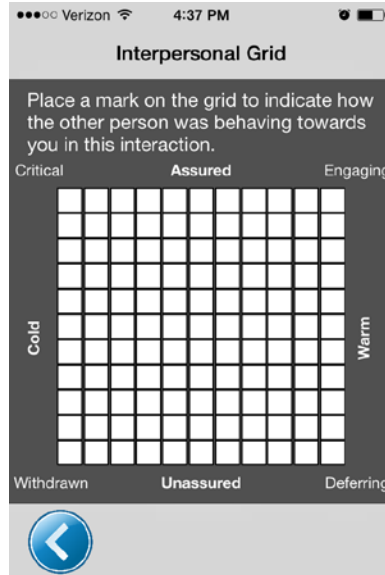 Verizon 4:37 PM
Interpersonal Grid
Place a mark on the grid to indicate how
the other person was behaving towards
you in this interaction.
Critical Assured Engaging
Cold
Warm
Withdrawn Unassured Deferring